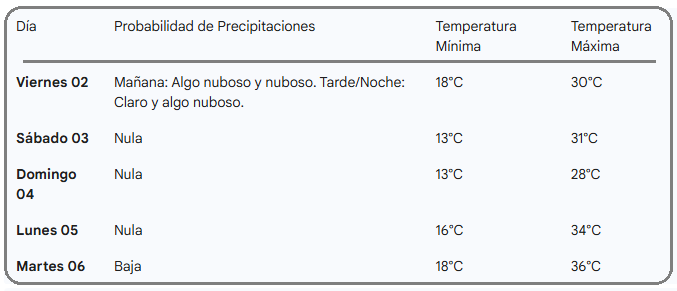 Día Probabilidad de Precipitaciones Temperatura Mínima Temperatura Máxima
Viernes 02 Mañana: Algo nuboso y nuboso. Tarde/Noche: Claro y algo nuboso. 18°C 30°C
Sábado 03 Nula 13°C 31°C
Domingo 04 Nula 13°C 28°C
Lunes 05 Nula 16°C 34°C
Martes 06 Baja 18°C 36°C